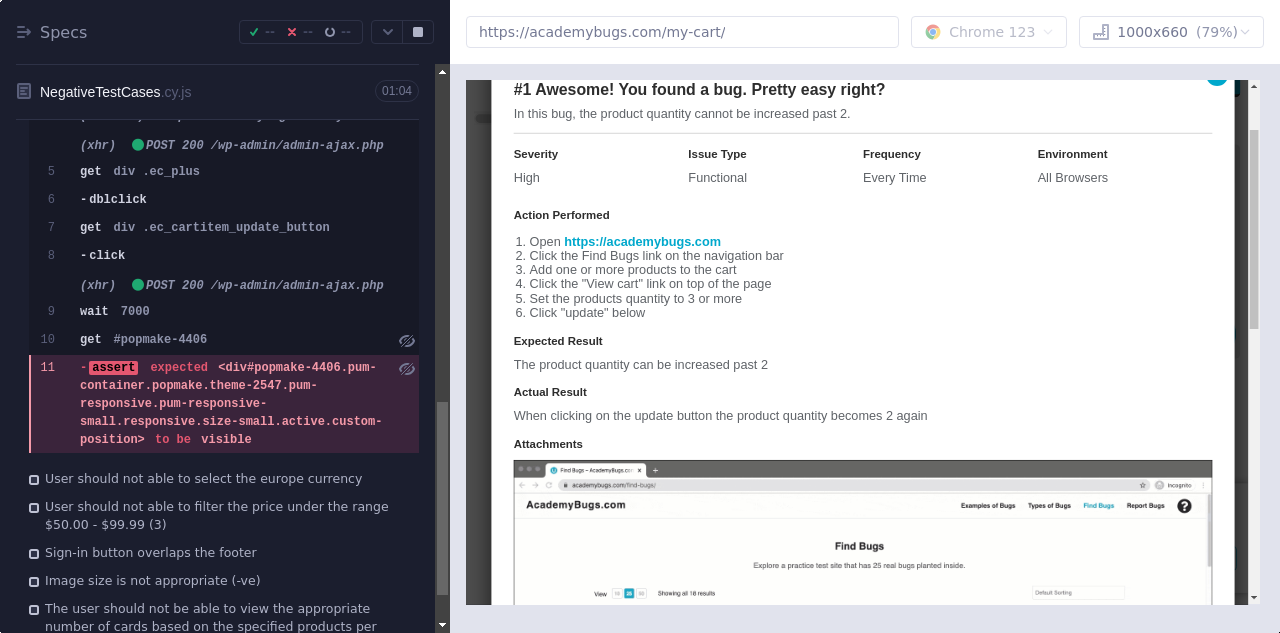 Specs
--
--
--
https://academybugs.com/my-cart/
Chrome 123
1000x660 (79%)
NegativeTestCases.cy.js
01:04
(xhr) POST 200 /wp-admin/admin-ajax.php
5 get div .ec_plus
6 -dblclick
7 get div .ec_cartitem_update_button
8 -click
(xhr) POST 200 /wp-admin/admin-ajax.php
9 wait 7000
10 get #popmake-4406
11 -assert expected <div#popmake-4406.pum-
container.popmake.theme-2547.pum-
responsive.pum-responsive-
small.responsive.size-small.active.custom-
position> to be visible
User should not able to select the europe currency
User should not able to filter the price under the range
$50.00 - $99.99 (3)
Sign-in button overlaps the footer
Image size is not appropriate (-ve)
The user should not be able to view the appropriate
number of cards based on the specified products per
#1 Awesome! You found a bug. Pretty easy right?
In this bug, the product quantity cannot be increased past 2.
Severity Issue Type Frequency Environment
High Functional Every Time All Browsers
Action Performed
1. Open https://academybugs.com
2. Click the Find Bugs link on the navigation bar
3. Add one or more products to the cart
4. Click the "View cart" link on top of the page
5. Set the products quantity to 3 or more
6. Click "update" below
Expected Result
The product quantity can be increased past 2
Actual Result
When clicking on the update button the product quantity becomes 2 again
Attachments
Find Bugs – AcademyBugs.com
academybugs.com/find-bugs/
Incognito
AcademyBugs.com
Examples of Bugs Types of Bugs Find Bugs Report Bugs ?
Find Bugs
Explore a practice test site that has 25 real bugs planted inside.
View 10 25 50 Showing all 18 results
Default Sorting